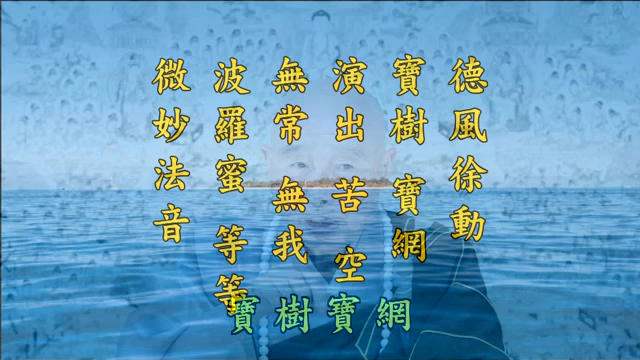 德風徐動
寶樹寶網
演出苦空
無常無我
波羅蜜等等
微妙法音
寶樹寶網